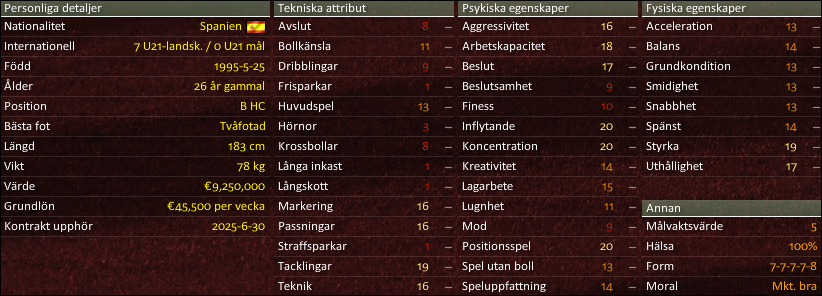 Personliga detaljer
Nationalitet Spanien
Internationell 7 U21-landsk. / 0 U21 mål
Född 1995-5-25
Ålder 26 år gammal
Position B HC
Bästa fot Tvåfotad
Längd 183 cm
Vikt 78 kg
Värde €9,250,000
Grundlön €45,500 per vecka
Kontrakt upphör 2025-6-30
Tekniska attribut
Avslut 8 –
Bollkänsla 11 –
Dribblingar 9 –
Frisparkar 1 –
Huvudspel 13 –
Hörnor 3 –
Krossbollar 8 –
Långa inkast 1 –
Långskott 1 –
Markering 16 –
Passningar 16 –
Straffsparkar 1 –
Tacklingar 19 –
Teknik 16 –
Psykiska egenskaper
Aggressivitet 16 –
Arbetskapacitet 18 –
Beslut 17 –
Beslutsamhet 9 –
Finess 10 –
Inflytande 20 –
Koncentration 20 –
Kreativitet 14 –
Lagarbete 15 –
Lugnhet 11 –
Mod 9 –
Positionsspel 20 –
Spel utan boll 13 –
Speluppfattning 14 –
Fysiska egenskaper
Acceleration 13 –
Balans 14 –
Grundkondition 13 –
Smidighet 13 –
Snabbhet 13 –
Spänst 14 –
Styrka 19 –
Uthållighet 17 –
Annan
Målvaktsvärde 5
Hälsa 100%
Form 7-7-7-7-8
Moral Mkt. bra